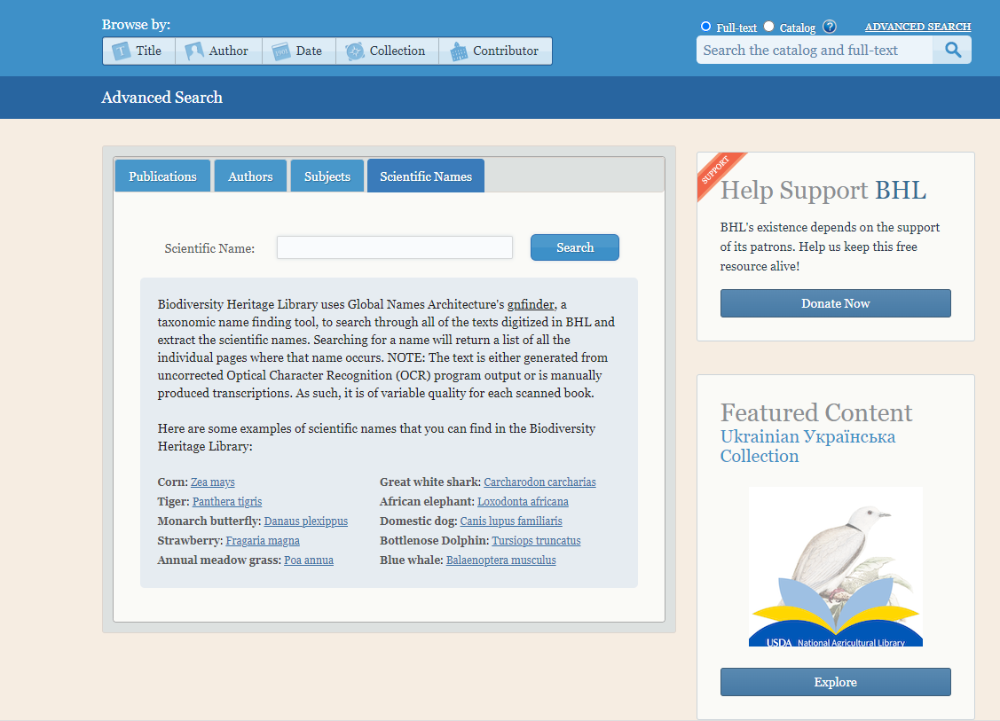 Browse by:
Title Author Date Collection Contributor
Full-text Catalog ? ADVANCED SEARCH
Search the catalog and full-text
Advanced Search
Publications Authors Subjects Scientific Names
Scientific Name: Search
Biodiversity Heritage Library uses Global Names Architecture's gnfinder, a
taxonomic name finding tool, to search through all of the texts digitized in BHL and
extract the scientific names. Searching for a name will return a list of all the
individual pages where that name occurs. NOTE: The text is either generated from
uncorrected Optical Character Recognition (OCR) program output or is manually
produced transcriptions. As such, it is of variable quality for each scanned book.
Here are some examples of scientific names that you can find in the Biodiversity
Heritage Library:
Corn: Zea mays
Tiger: Panthera tigris
Monarch butterfly: Danaus plexippus
Strawberry: Fragaria magna
Annual meadow grass: Poa annua
Great white shark: Carcharodon carcharias
African elephant: Loxodonta africana
Domestic dog: Canis lupus familiaris
Bottlenose Dolphin: Tursiops truncatus
Blue whale: Balaenoptera musculus
SUPPORT
Help Support BHL
BHL's existence depends on the support
of its patrons. Help us keep this free
resource alive!
Donate Now
Featured Content
Ukrainian Українська
Collection
USDA National Agricultural Library
Explore